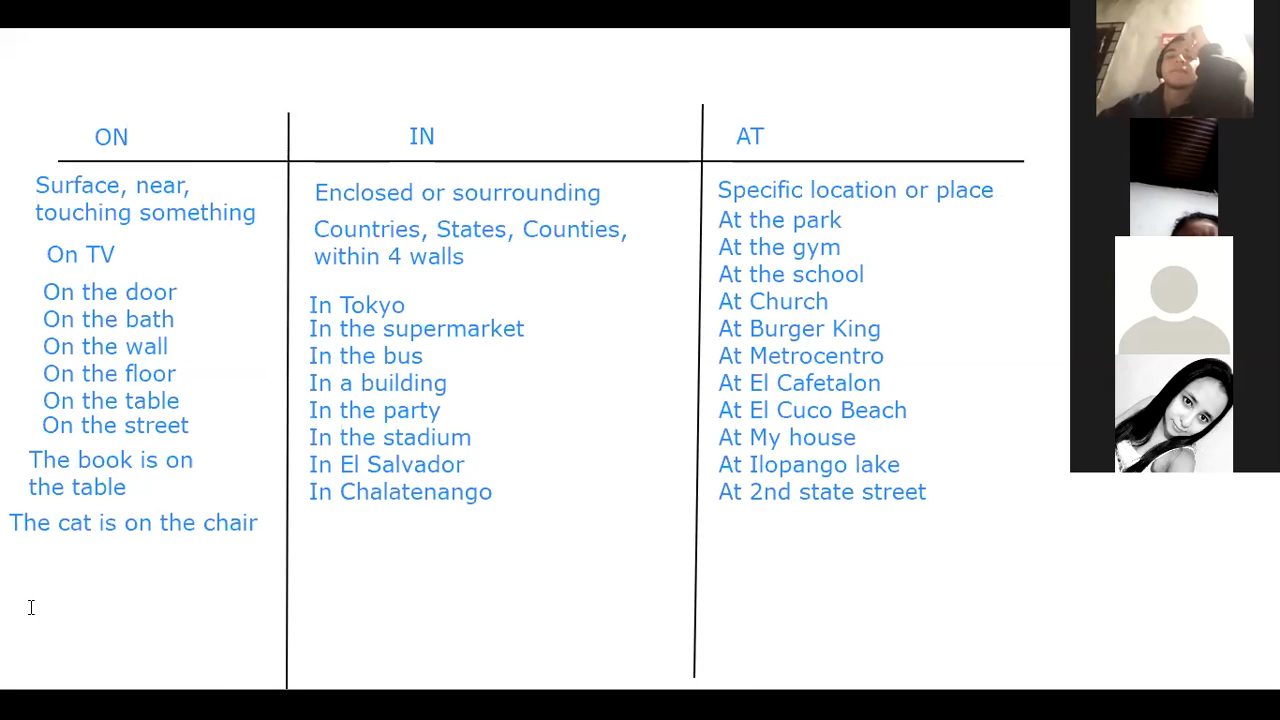 ON
IN
AT
Surface, near,
touching something
On TV
On the door
On the bath
On the wall
On the floor
On the table
On the street
The book is on
the table
The cat is on the chair
Enclosed or sourrounding
Countries, States, Counties,
within 4 walls
In Tokyo
In the supermarket
In the bus
In a building
In the party
In the stadium
In El Salvador
In Chalatenango
Specific location or place
At the park
At the gym
At the school
At Church
At Burger King
At Metrocentro
At El Cafetalon
At El Cuco Beach
At My house
At Ilopango lake
At 2nd state street